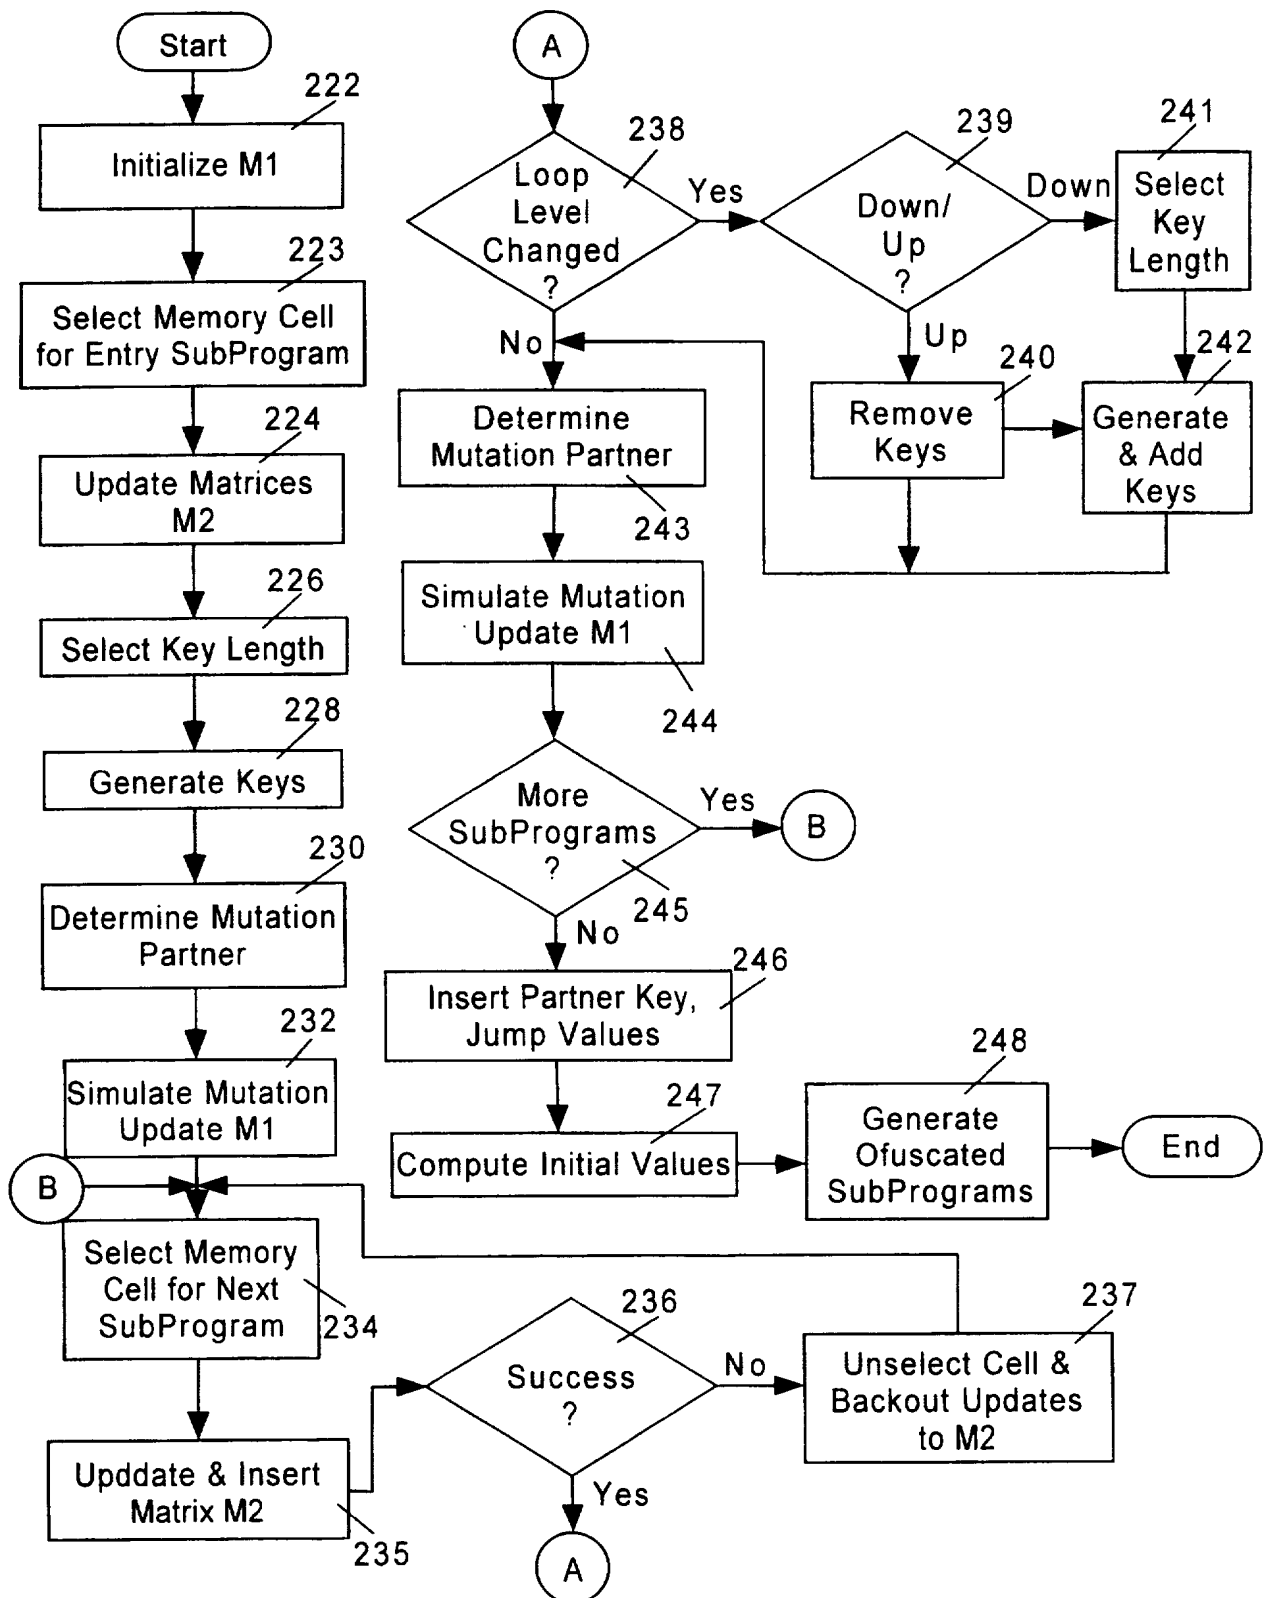 Start
222
Initialize M1
223
Select Memory Cell
for Entry SubProgram
224
Update Matrices
M2
226
Select Key Length
228
Generate Keys
230
Determine Mutation
Partner
232
Simulate Mutation
Update M1
B
Select Memory
Cell for Next
SubProgram
234
Upddate & Insert
Matrix M2
235
236
Success
?
No
Yes
A
237
Unselect Cell &
Backout Updates
to M2
A
238
Loop
Level
Changed
?
Yes
No
239
Down/
Up
?
Down
Up
241
Select
Key
Length
240
Remove
Keys
242
Generate
& Add
Keys
Determine
Mutation Partner
243
Simulate Mutation
Update M1
244
More
SubPrograms
?
245
Yes
B
No
246
Insert Partner Key,
Jump Values
247
Compute Initial Values
248
Generate
Ofuscated
SubPrograms
End